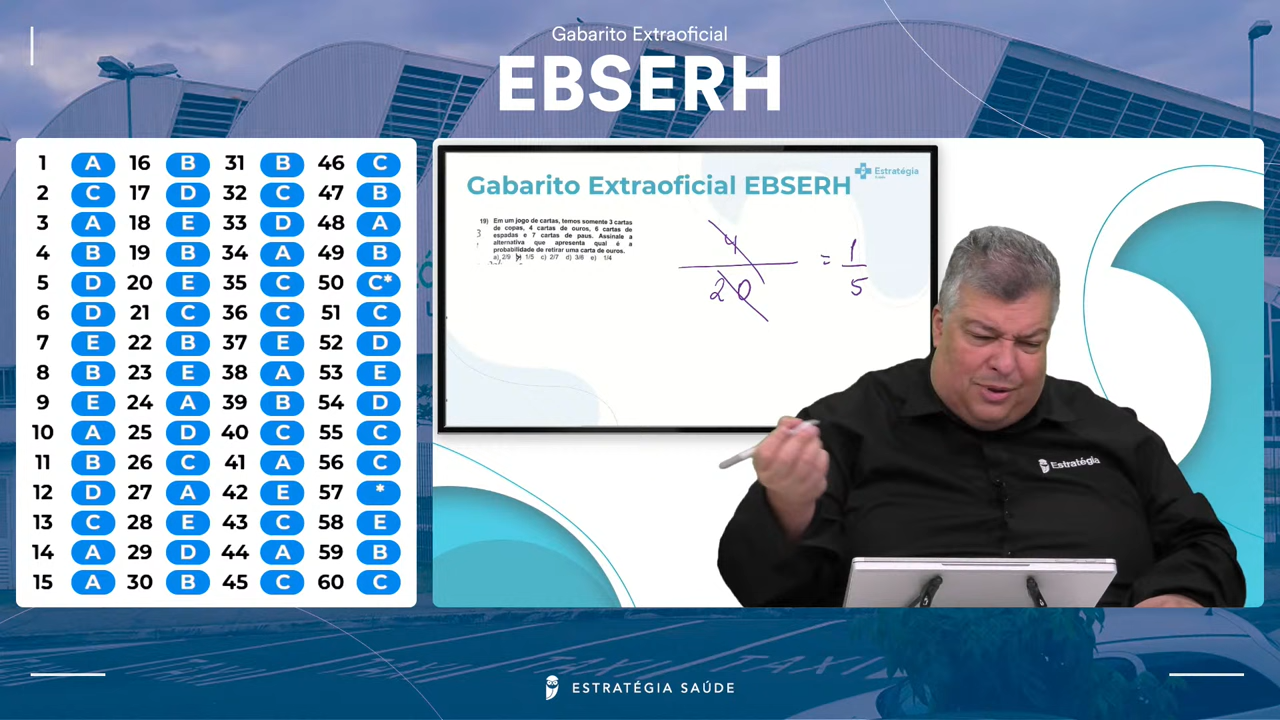 Gabarito Extraoficial
EBSERH
1 A 16 B 31 B 46 C
2 C 17 D 32 C 47 B
3 A 18 E 33 D 48 A
4 B 19 B 34 A 49 B
5 D 20 E 35 C 50 C*
6 D 21 C 36 C 51 C
7 E 22 B 37 E 52 D
8 B 23 E 38 A 53 E
9 E 24 A 39 B 54 D
10 A 25 D 40 C 55 C
11 B 26 C 41 A 56 C
12 D 27 A 42 E 57 *
13 C 28 E 43 C 58 E
14 A 29 D 44 A 59 B
15 A 30 B 45 C 60 C
Estratégia
Gabarito Extraoficial EBSERH
19) Em um jogo de cartas, temos somente 3 cartas
de copas, 4 cartas de ouros, 6 cartas de
espadas e 7 cartas de paus. Assinale a
alternativa que apresenta qual é a
probabilidade de retirar uma carta de ouros.
a) 2/9 b) 1/5 c) 2/7 d) 3/8 e) 1/4
4
20
= 1
5
Estratégia
TAXI TAXI
ESTRATÉGIA SAÚDE